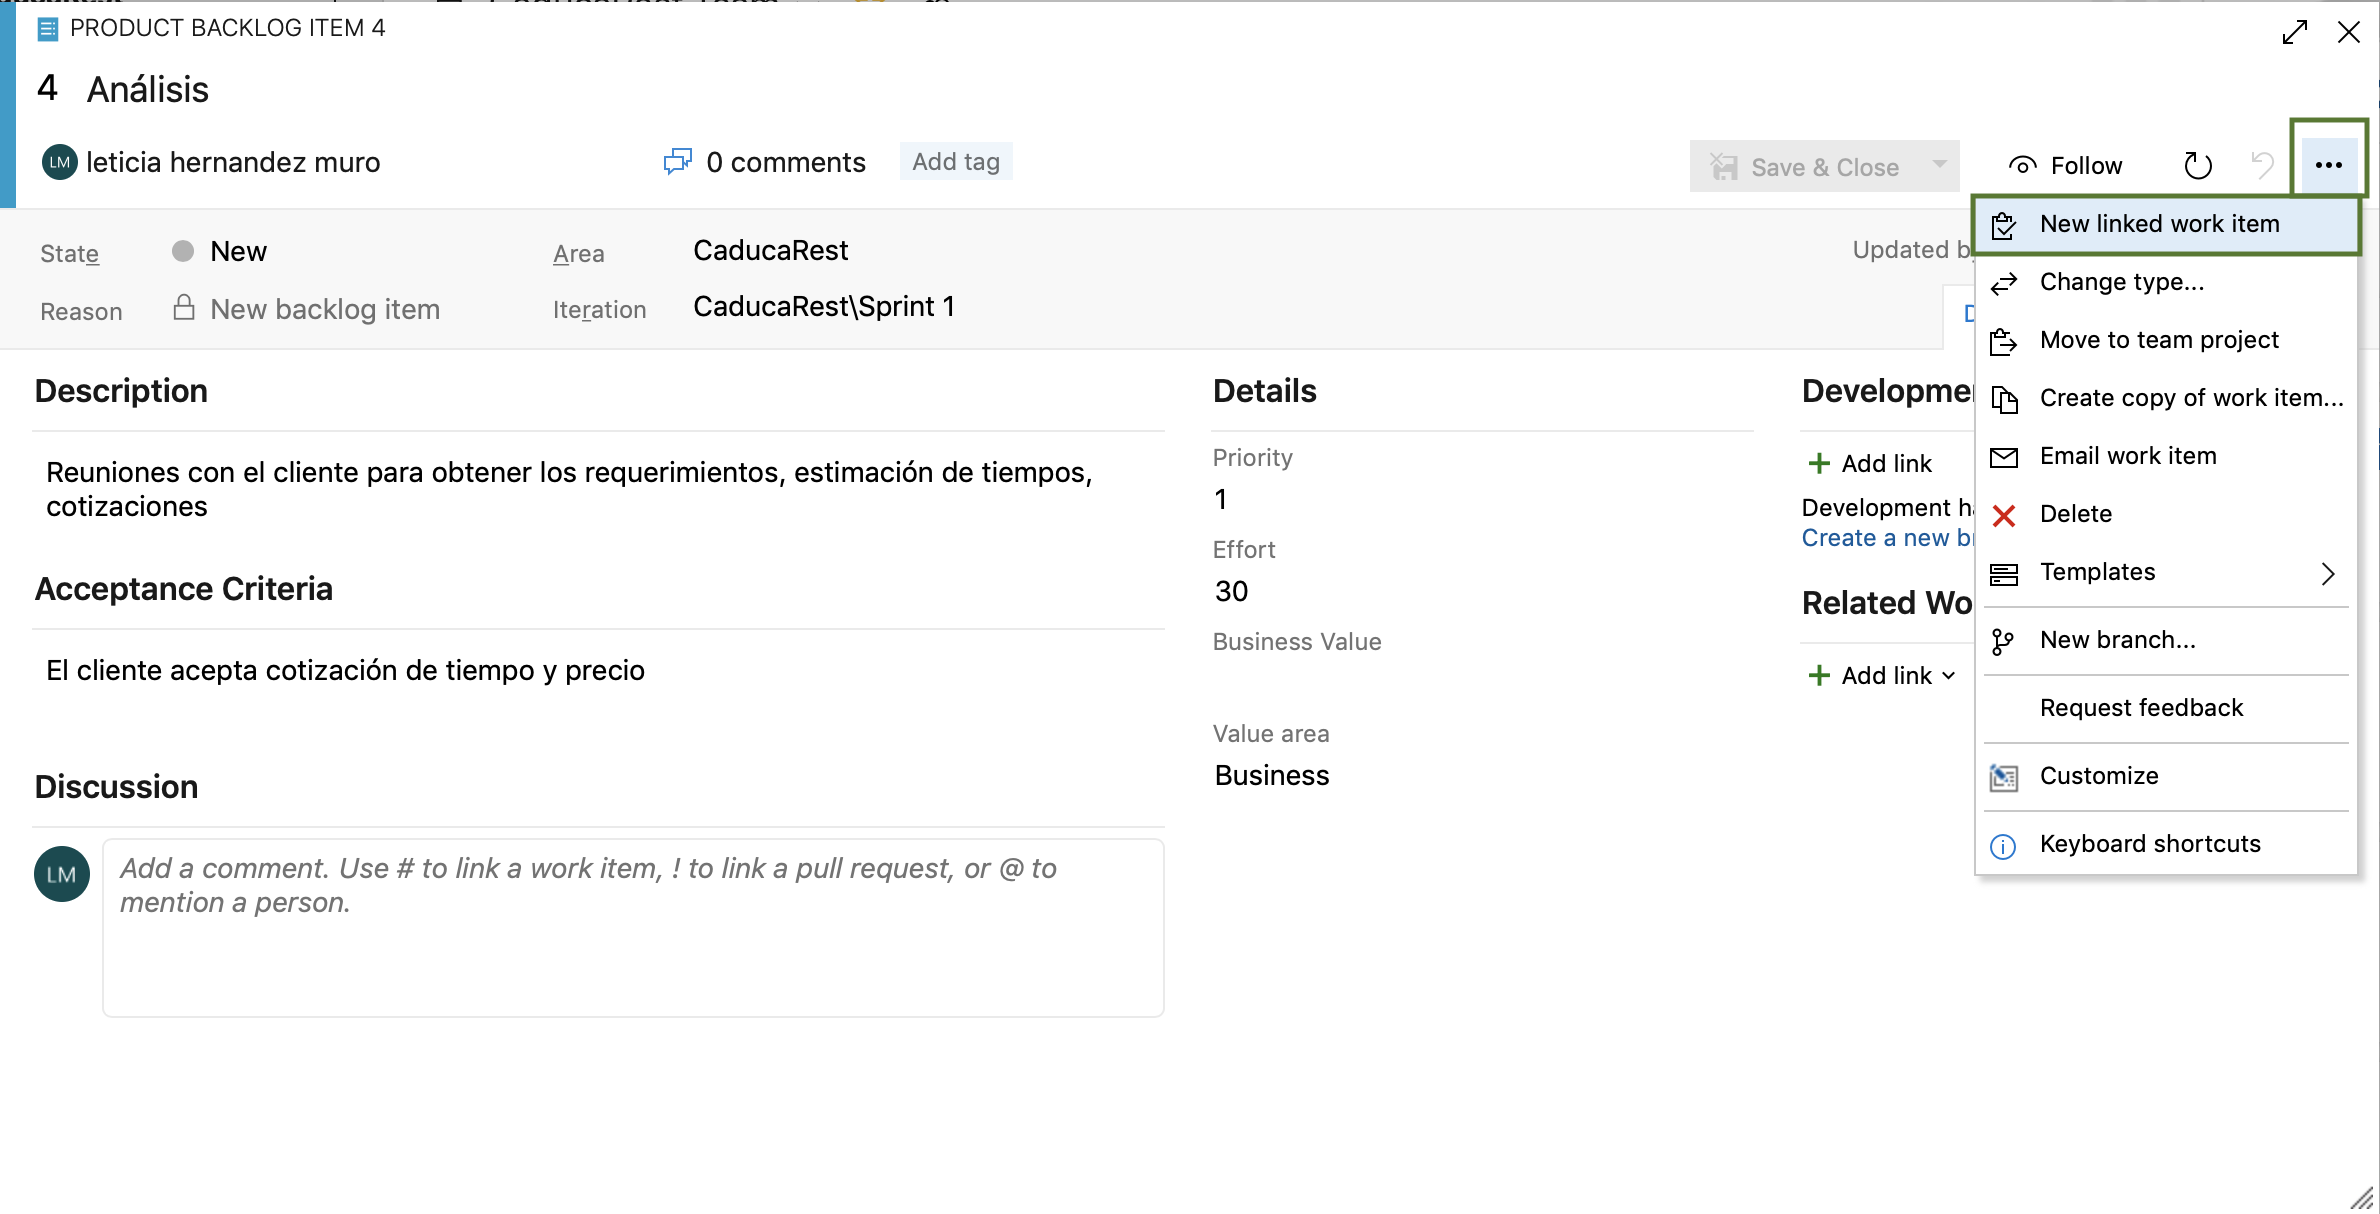 PRODUCT BACKLOG ITEM 4
4 Análisis
LM leticia hernandez muro
0 comments
Add tag
Save & Close
Follow
State
New
Area
CaducaRest
Updated
Reason
New backlog item
Iteration
CaducaRest\Sprint 1
New linked work item
Change type...
Move to team project
Create copy of work item...
Email work item
Delete
Templates
New branch...
Request feedback
Customize
Keyboard shortcuts
Description
Reuniones con el cliente para obtener los requerimientos, estimación de tiempos,
cotizaciones
Acceptance Criteria
El cliente acepta cotización de tiempo y precio
Discussion
LM
Add a comment. Use # to link a work item, ! to link a pull request, or @ to
mention a person.
Details
Priority
1
Effort
30
Business Value
Value area
Business
Add link
Development
Create a new
Related
Add link